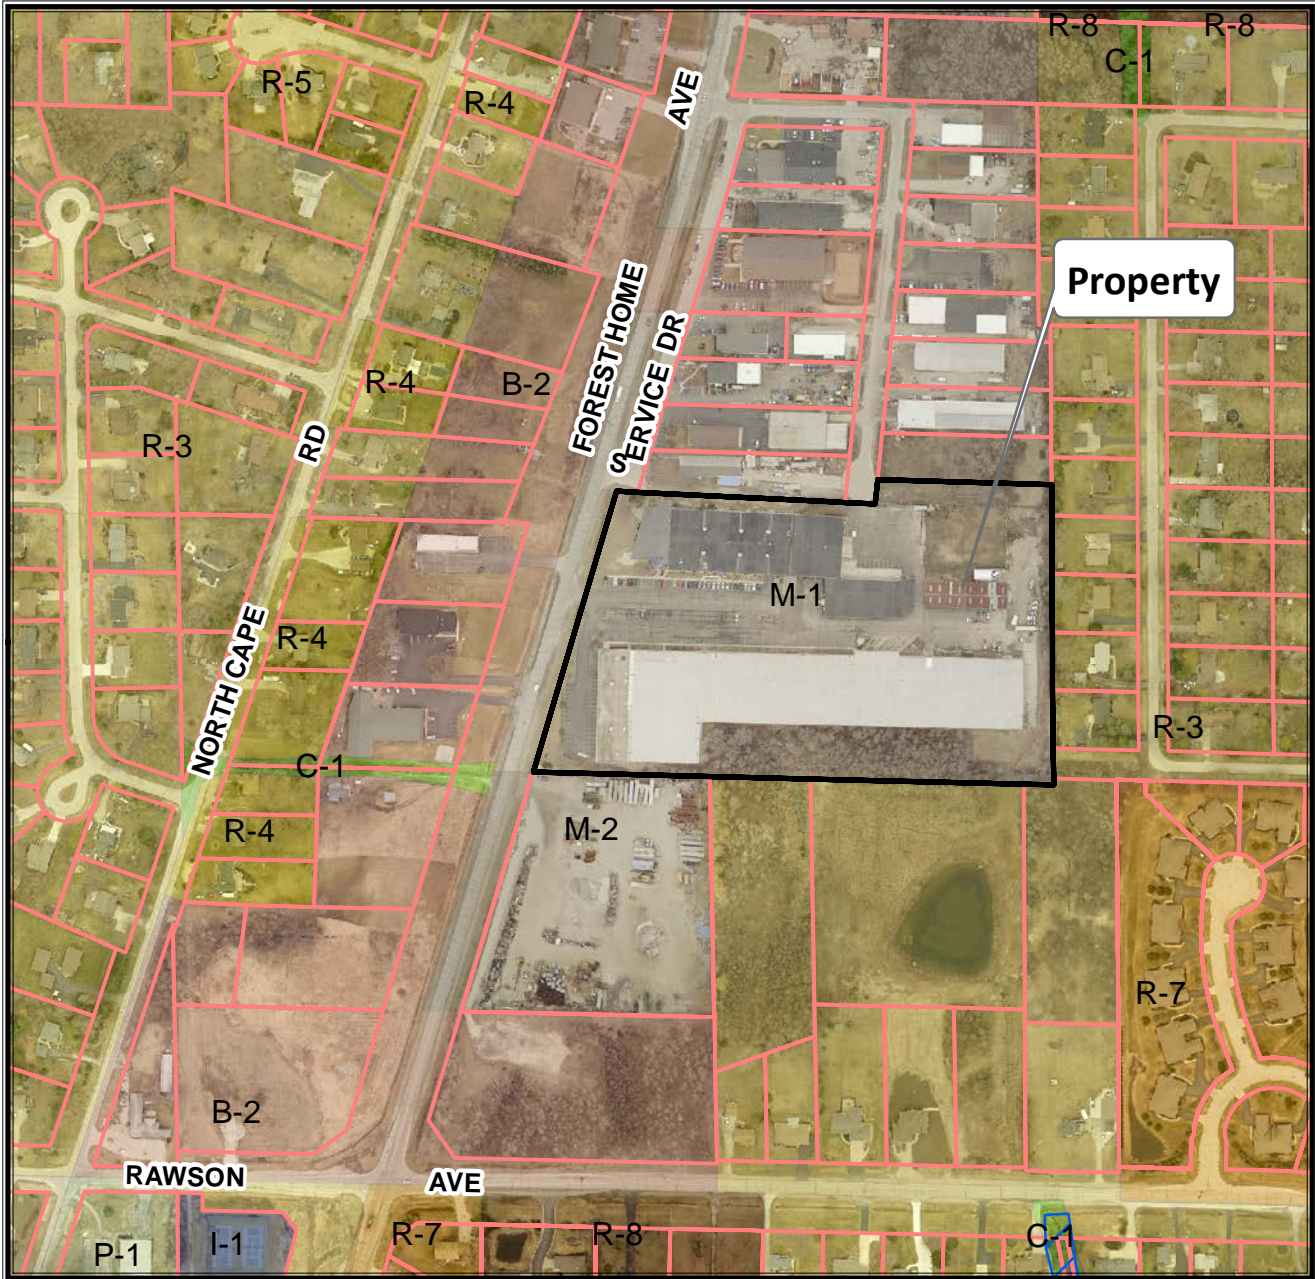 R-8
R-8
C-1
R-5
R-4
AVE
Property
FOREST HOME
SERVICE DR
R-4
B-2
R-3
RD
M-1
R-4
NORTH CAPE
R-3
C-1
R-4
M-2
R-7
B-2
RAWSON
AVE
R-7
R-8
C-1
P-1
I-1